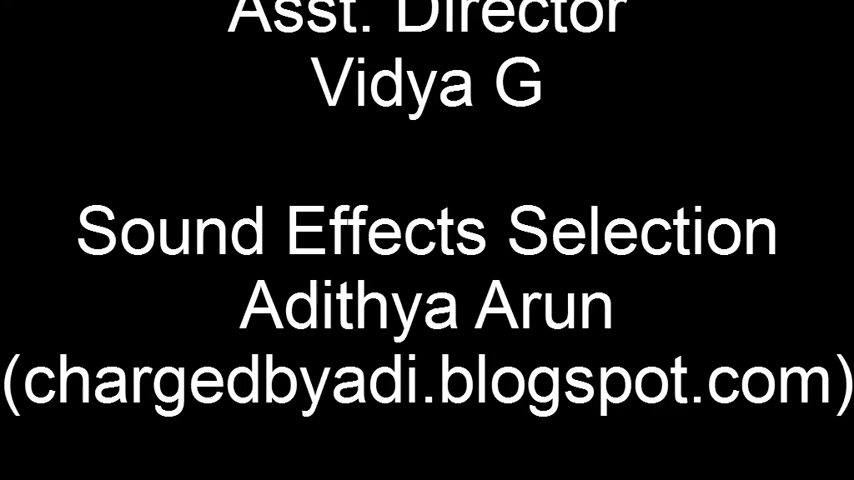 Asst. Director
Vidya G
Sound Effects Selection
Adithya Arun
(chargedbyadi.blogspot.com)